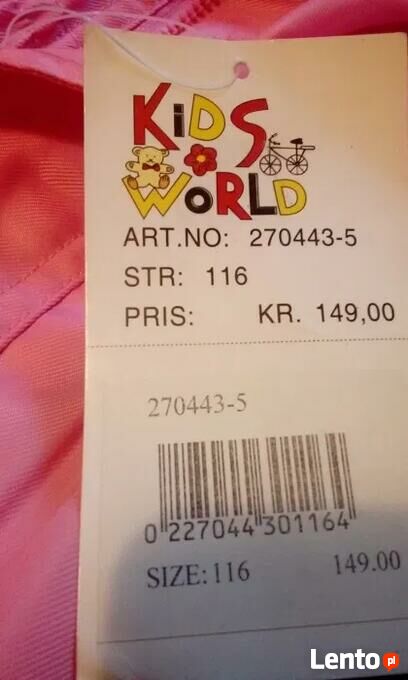 KiDS
WORLD
ART.NO: 270443-5
STR: 116
PRIS: KR. 149,00
270443-5
0 227044 301164
SIZE: 116 149.00
Lento.pl